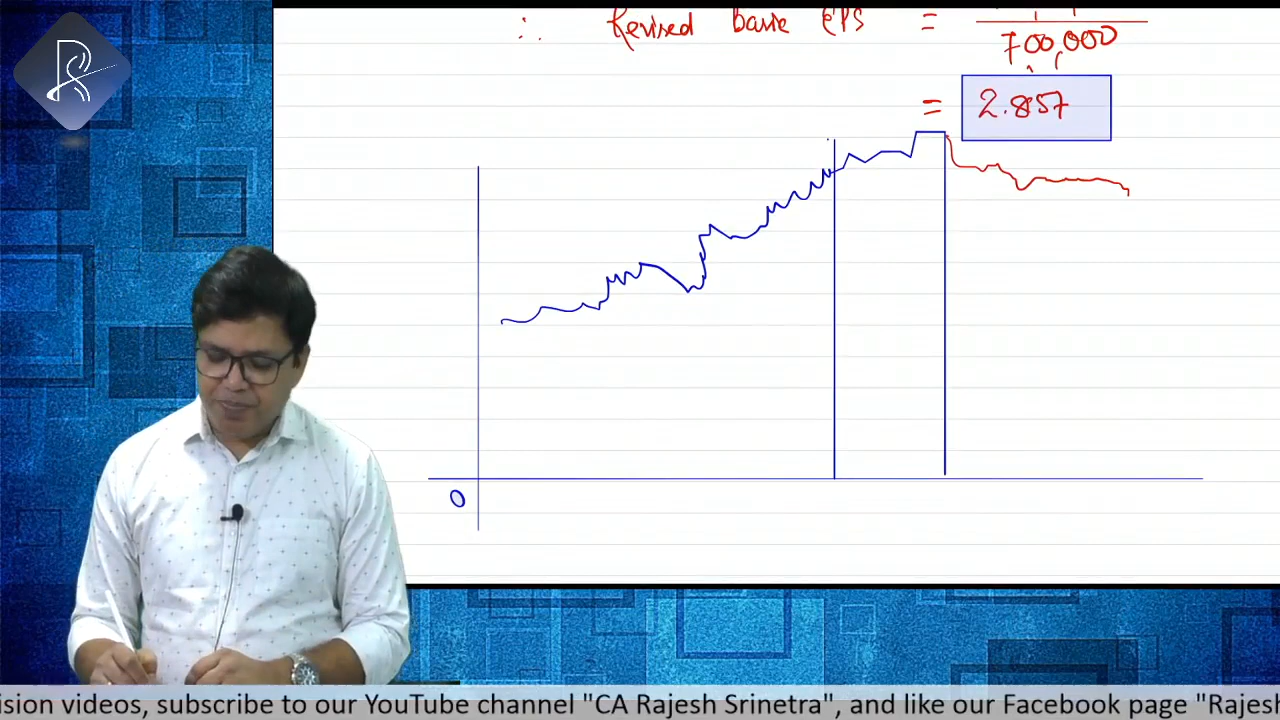 ∴ Revised basic EPS =
700,000
= 2.857
0
ision videos, subscribe to our YouTube channel "CA Rajesh Srinetra", and like our Facebook page "Rajesh